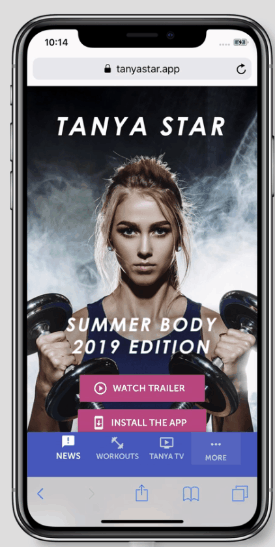 10:14
tanyastar.app
TANYA STAR
SUMMER BODY
2019 EDITION
WATCH TRAILER
INSTALL THE APP
NEWS
WORKOUTS
TANYA TV
MORE